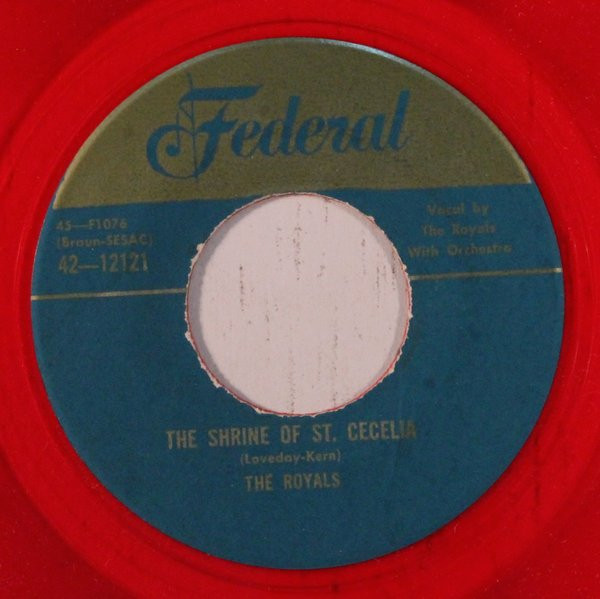 Federal
45—F1076
(Braun-SESAC)
42—12121
Vocal by
The Royals
With Orchestra
THE SHRINE OF ST. CECELIA
(Loveday-Kern)
THE ROYALS